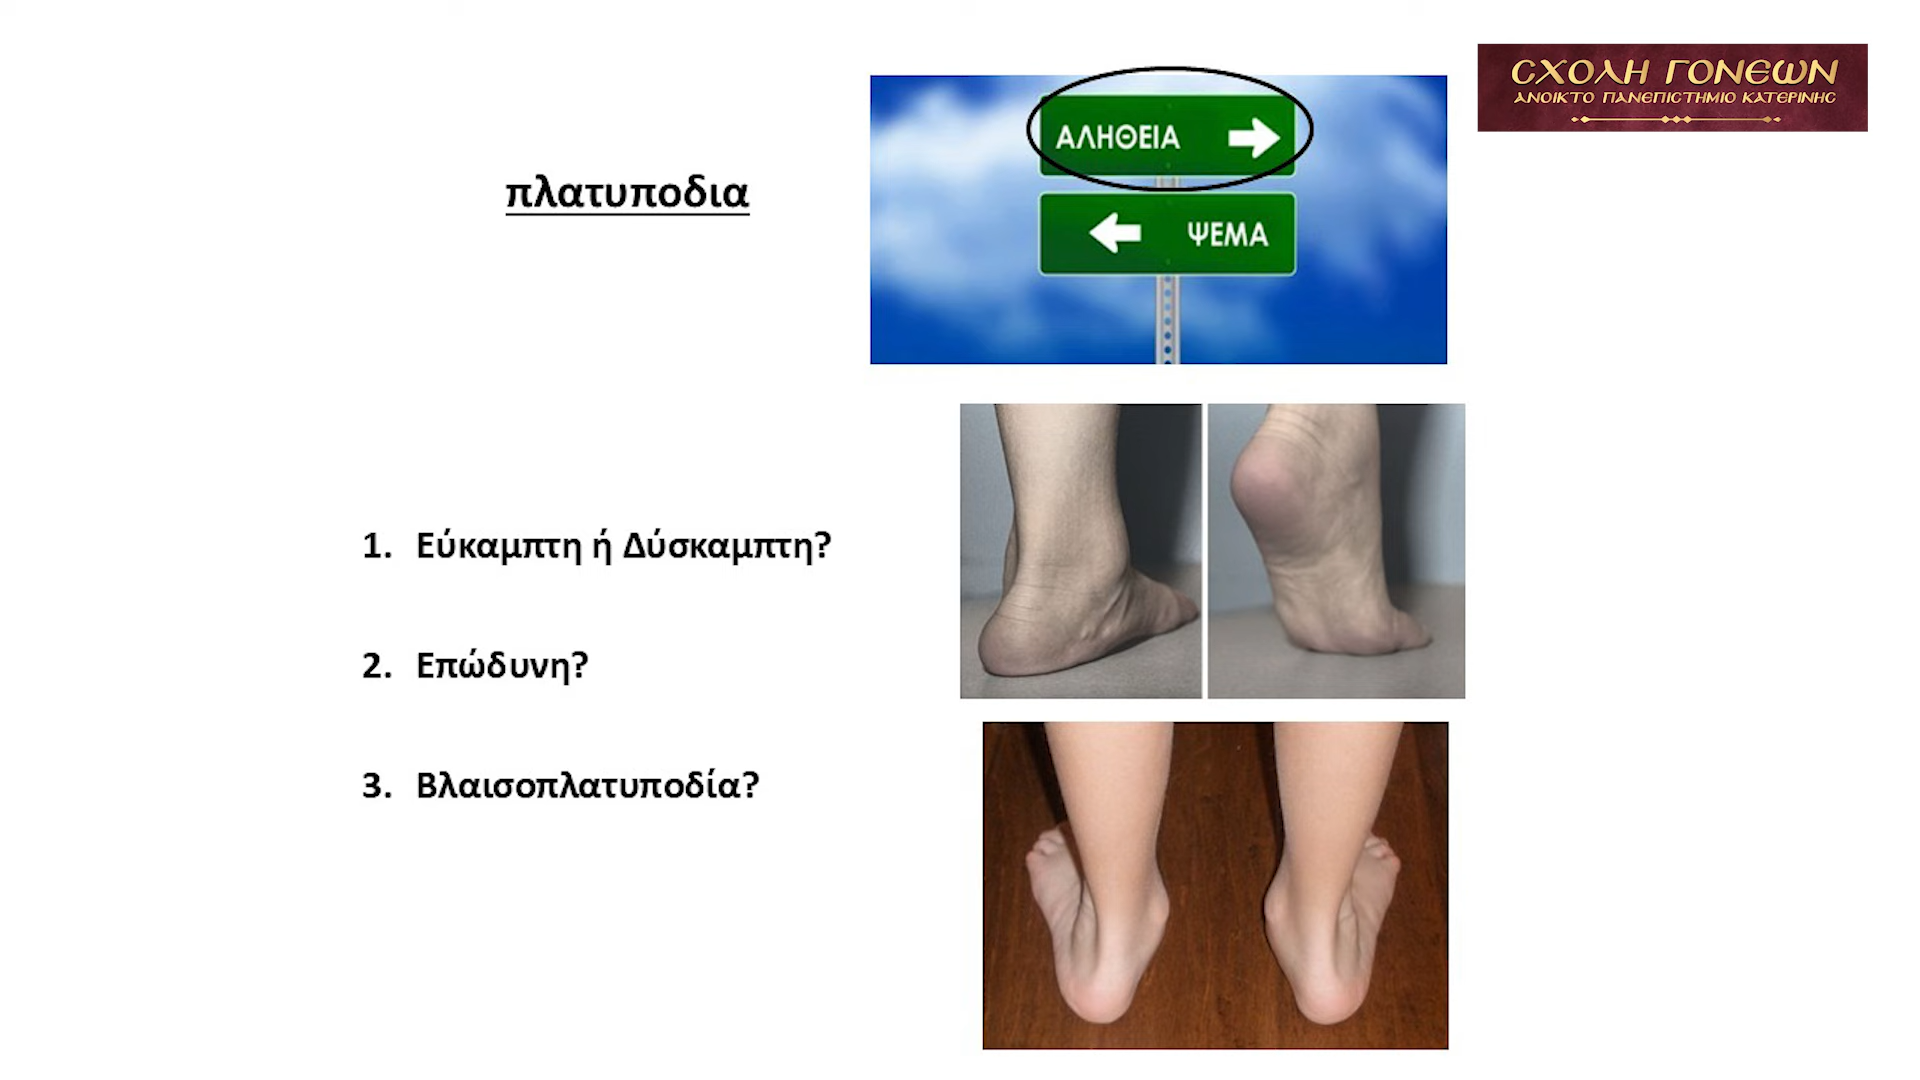 ΣΧΟΛΗ ΓΟΝΕΩΝ
ΑΝΟΙΚΤΟ ΠΑΝΕΠΙΣΤΗΜΙΟ ΚΑΤΕΡΙΝΗΣ
ΑΛΗΘΕΙΑ
ΨΕΜΑ
πλατυποδια
1. Εύκαμπτη ή Δύσκαμπτη?
2. Επώδυνη?
3. Βλαισοπλατυποδία?